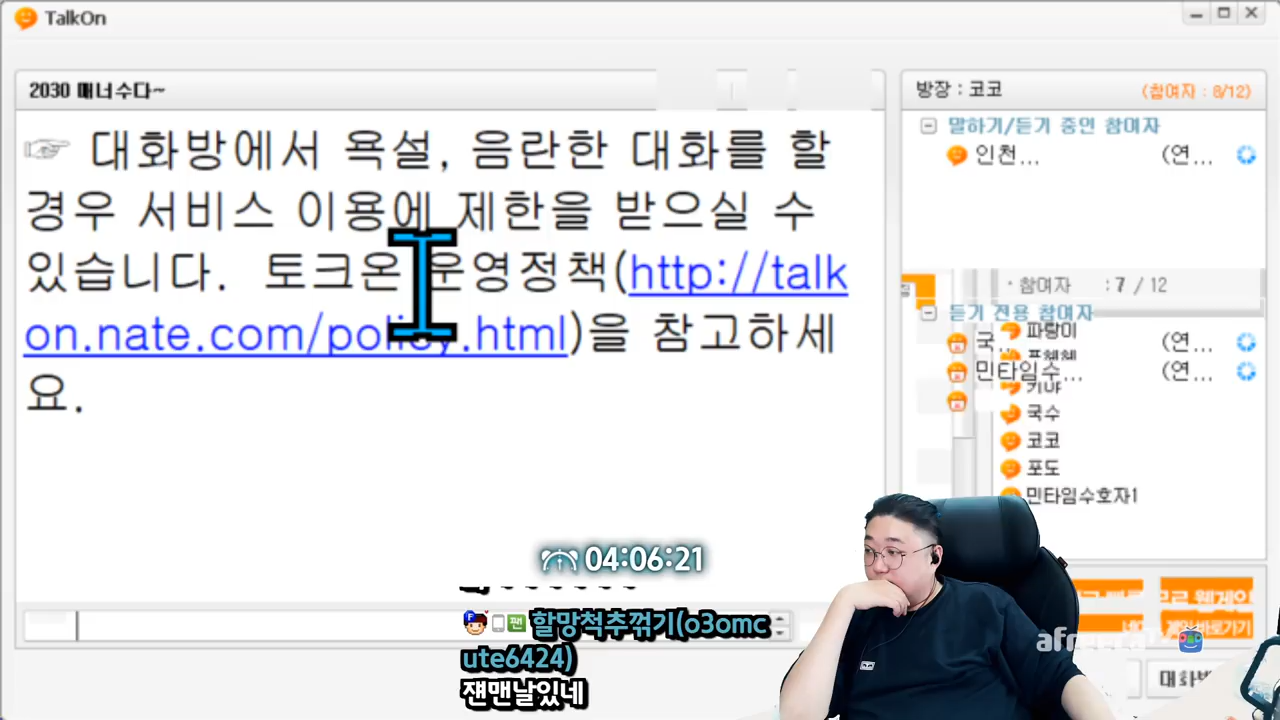 TalkOn
2030 매너수다~
☞ 대화방에서 욕설, 음란한 대화를 할
경우 서비스 이용에 제한을 받으실 수
있습니다. 토크온 운영정책(http://talk
on.nate.com/policy.html)을 참고하세
요.
방장 : 코코
(참여자 : 8/12)
말하기/듣기 중인 참여자
인천... (연...
· 참여자 : 7 / 12
듣기 전용 참여자
파랑이
국... (연...
민타임수... (연...
국수
코코
포도
민타임수호자1
04:06:21
팬 할망척추꺾기(o3omc
ute6424)
쟨맨날있네
afreeca